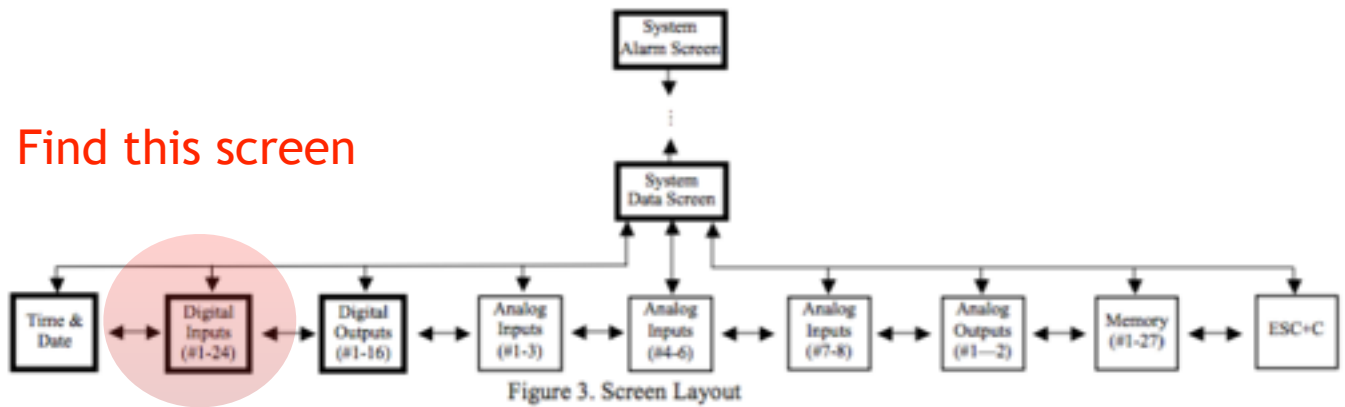 System
Alarm Screen
Find this screen
System
Data Screen
Time &
Date
Digital
Inputs
(#1-24)
Digital
Outputs
(#1-16)
Analog
Inputs
(#1-3)
Analog
Inputs
(#4-6)
Analog
Inputs
(#7-8)
Analog
Outputs
(#1—2)
Memory
(#1-27)
ESC+C
Figure 3. Screen Layout